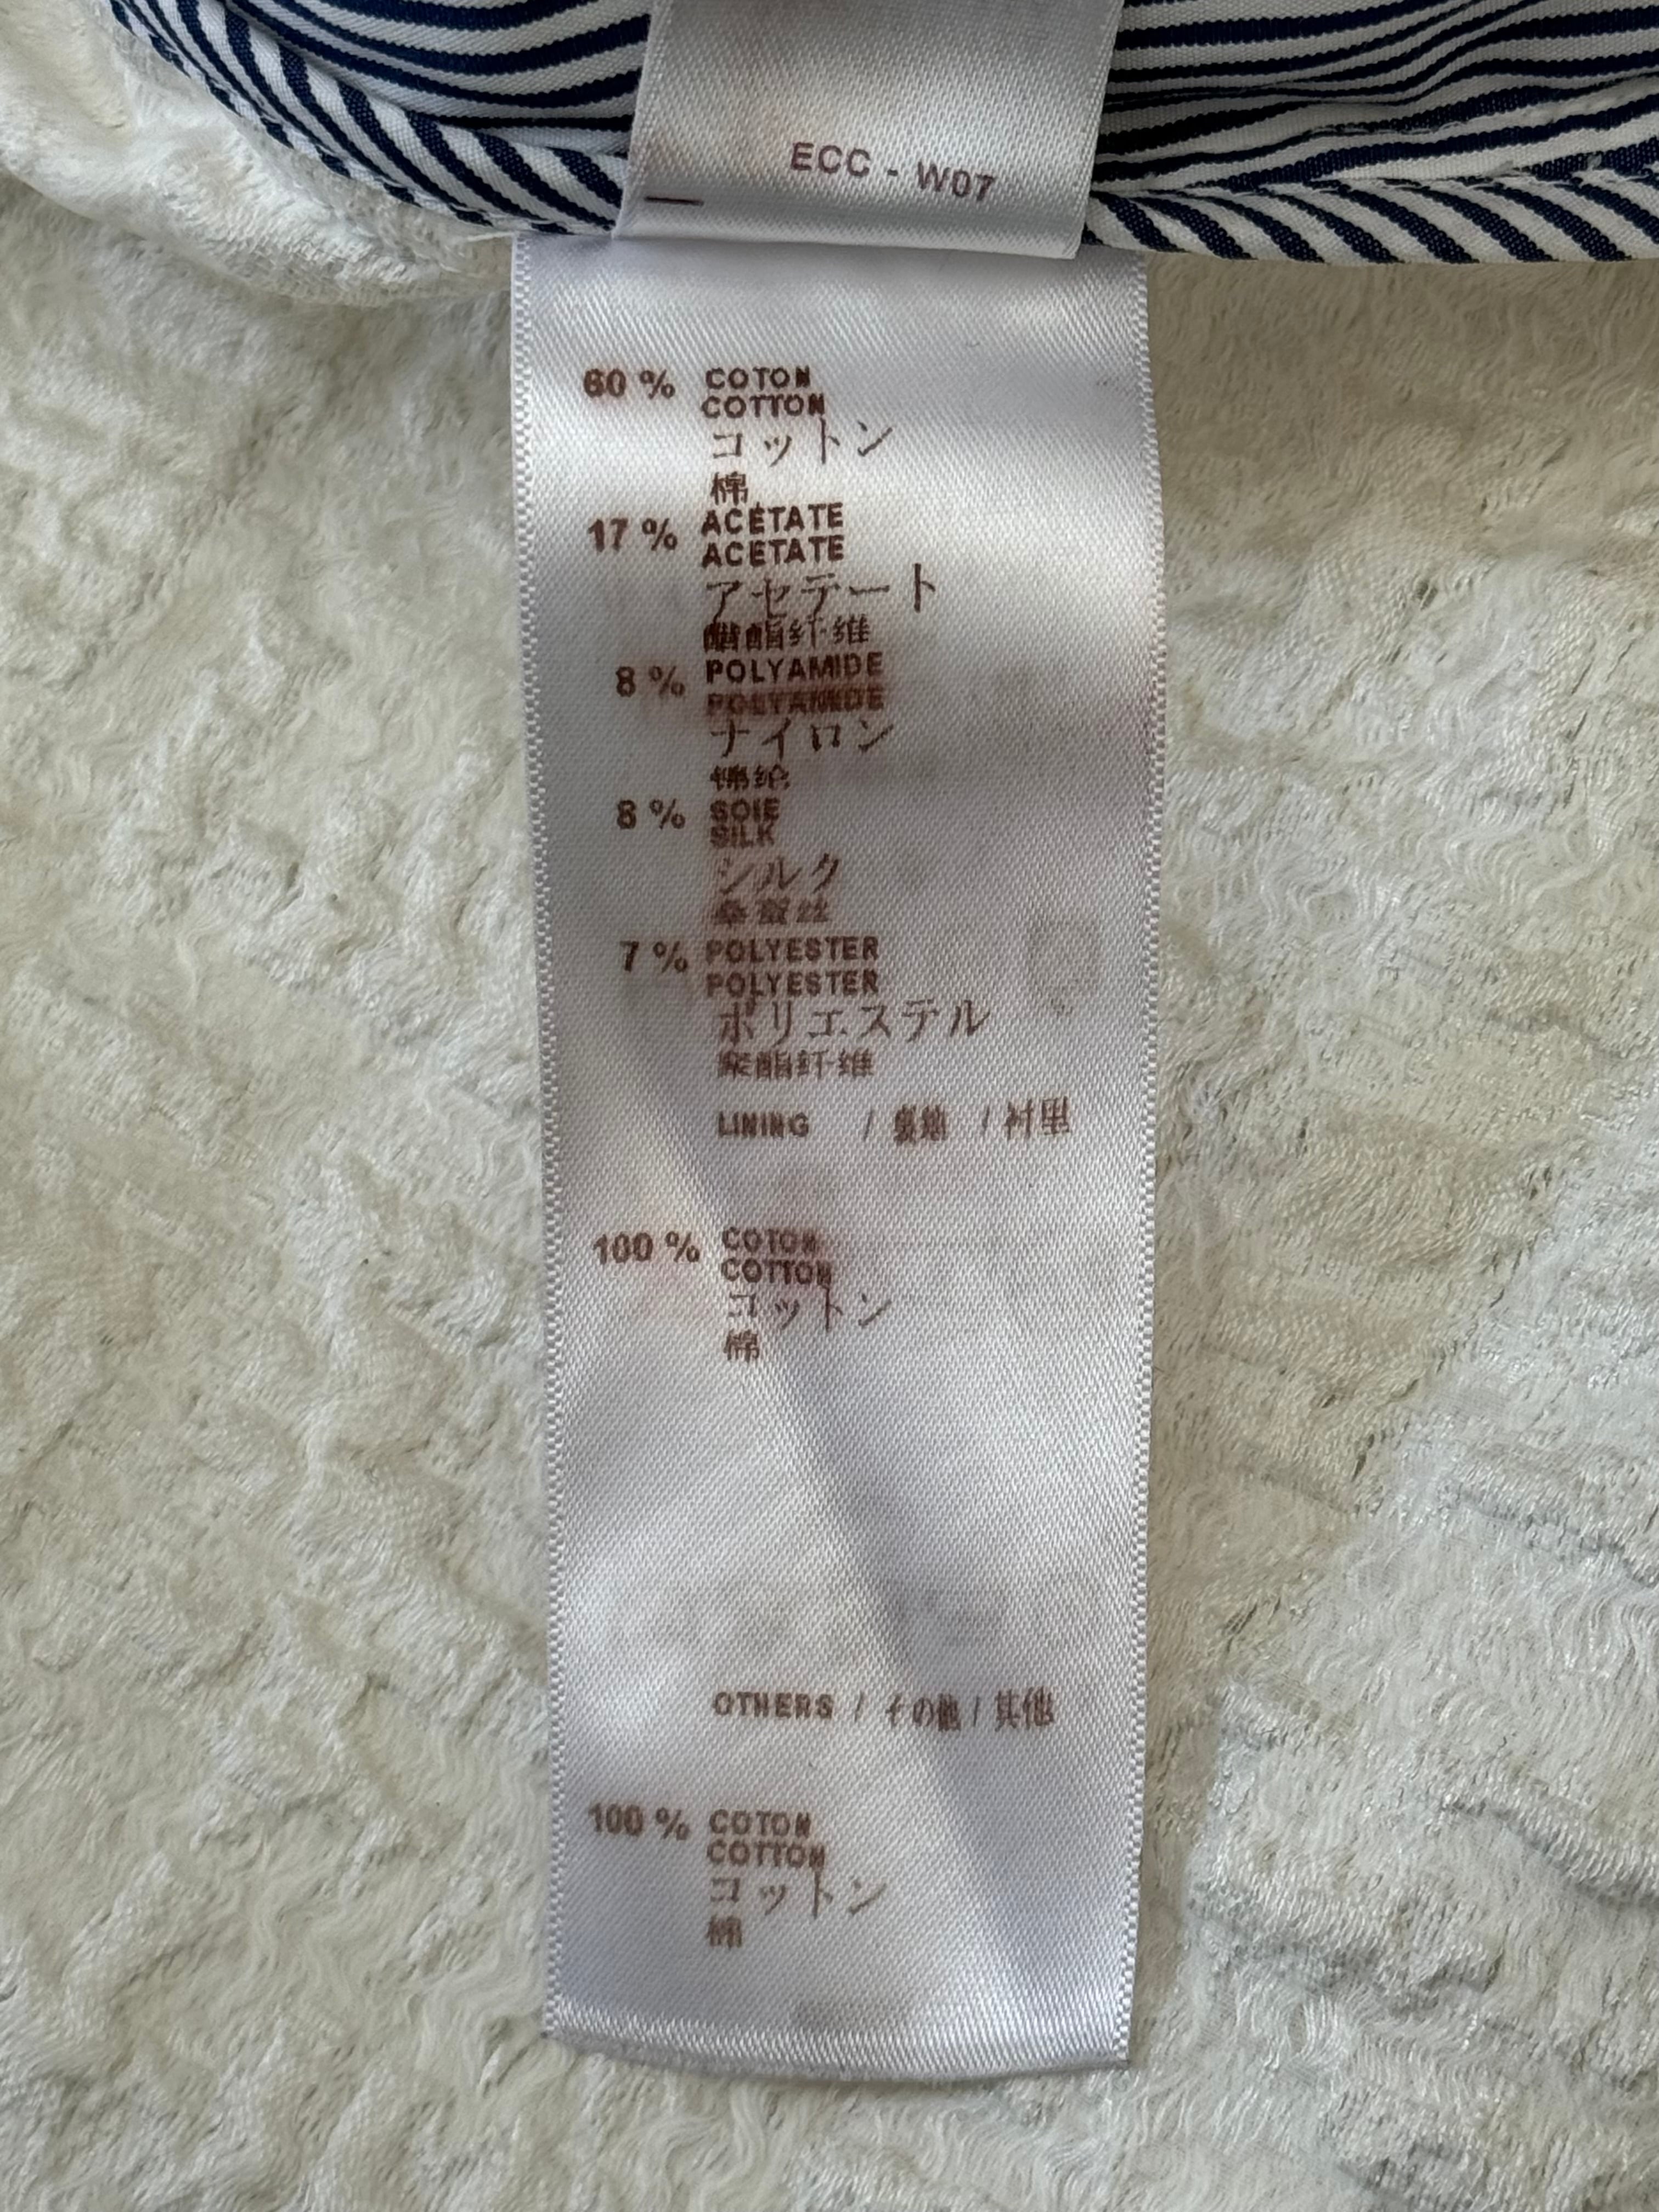 ECC - W07
60 % COTON
COTTON
コットン
棉
17 % ACÉTATE
ACETATE
アセテート
醋酯纤维
8 % POLYAMIDE
POLYAMIDE
ナイロン
锦纶
8 % SOIE
SILK
シルク
桑蚕丝
7 % POLYESTER
POLYESTER
ポリエステル
聚酯纤维
LINING / 裏地 / 衬里
100 % COTON
COTTON
コットン
棉
OTHERS / その他 / 其他
100 % COTON
COTTON
コットン
棉